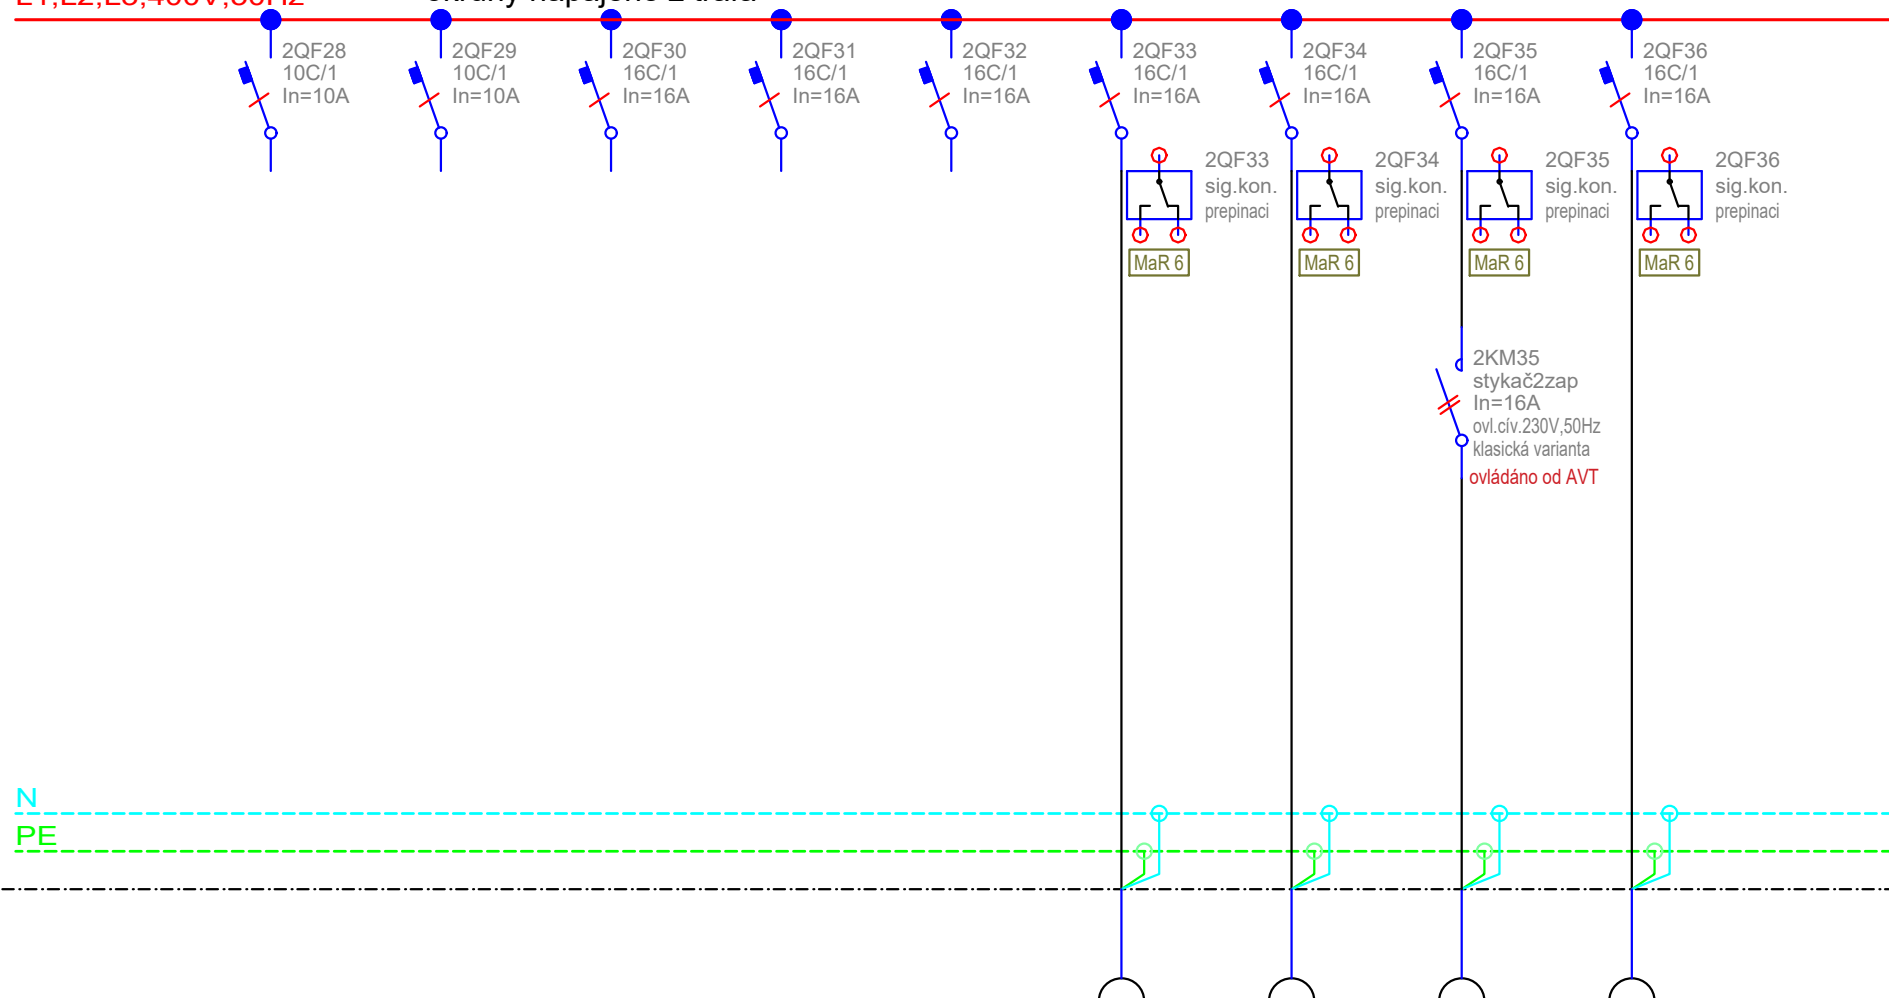 2QF28
10C/1
In=10A
2QF29
10C/1
In=10A
2QF30
16C/1
In=16A
2QF31
16C/1
In=16A
2QF32
16C/1
In=16A
2QF33
16C/1
In=16A
2QF34
16C/1
In=16A
2QF35
16C/1
In=16A
2QF36
16C/1
In=16A
2QF33
sig.kon.
prepinaci
MaR 6
2QF34
sig.kon.
prepinaci
MaR 6
2QF35
sig.kon.
prepinaci
MaR 6
2QF36
sig.kon.
prepinaci
MaR 6
2KM35
stykač2zap
In=16A
ovl.cív.230V,50Hz
klasická varianta
ovládáno od AVT
N
PE